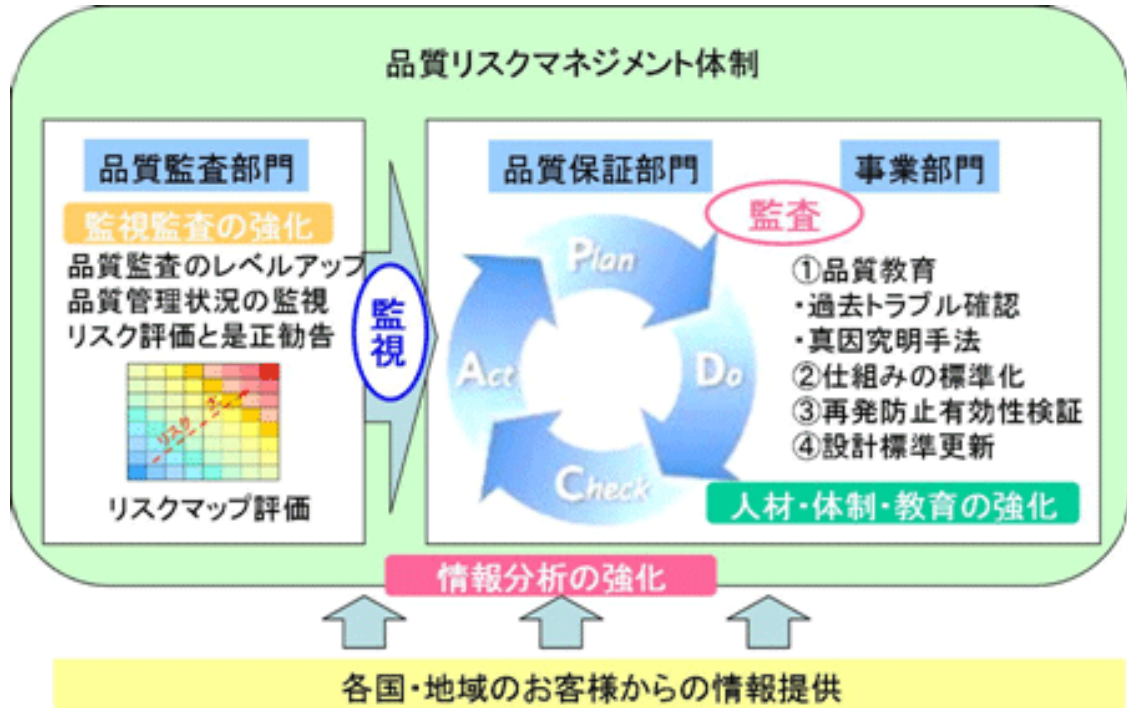 品質リスクマネジメント体制
品質監査部門
監視監査の強化
品質監査のレベルアップ
品質管理状況の監視
リスク評価と是正勧告
リスク
リスクマップ評価
監視
品質保証部門
事業部門
監査
Plan
Do
Check
Act
①品質教育
・過去トラブル確認
・真因究明手法
②仕組みの標準化
③再発防止有効性検証
④設計標準更新
人材・体制・教育の強化
情報分析の強化
各国・地域のお客様からの情報提供